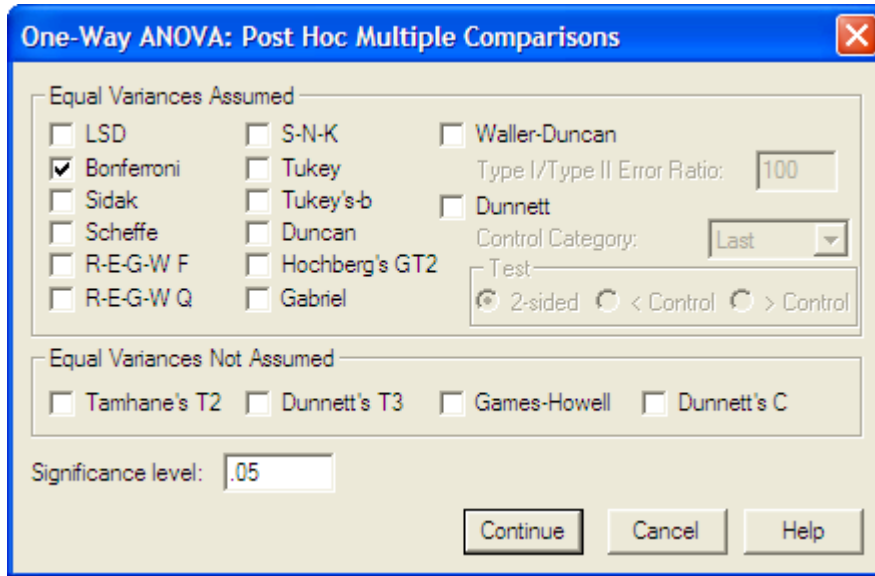 One-Way ANOVA: Post Hoc Multiple Comparisons
Equal Variances Assumed
LSD S-N-K Waller-Duncan
Bonferroni Tukey Type I/Type II Error Ratio: 100
Sidak Tukey's-b Dunnett
Scheffe Duncan Control Category: Last
R-E-G-W F Hochberg's GT2 Test
R-E-G-W Q Gabriel 2-sided < Control > Control
Equal Variances Not Assumed
Tamhane's T2 Dunnett's T3 Games-Howell Dunnett's C
Significance level: .05
Continue Cancel Help